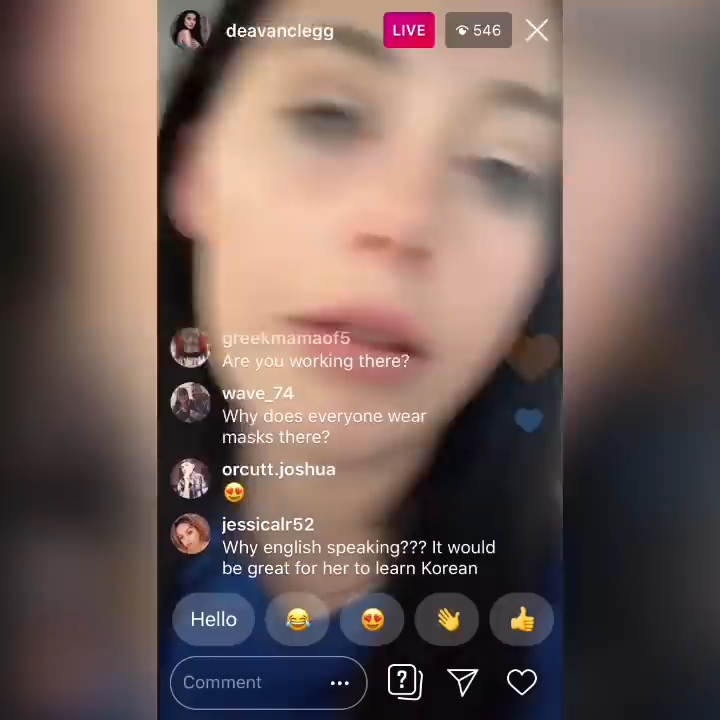 deavanclegg
LIVE
546
greekmamaof5
Are you working there?
wave_74
Why does everyone wear
masks there?
orcutt.joshua
😍
jessicalr52
Why english speaking??? It would
be great for her to learn Korean
Hello
😂
😍
👋
👍
Comment
?